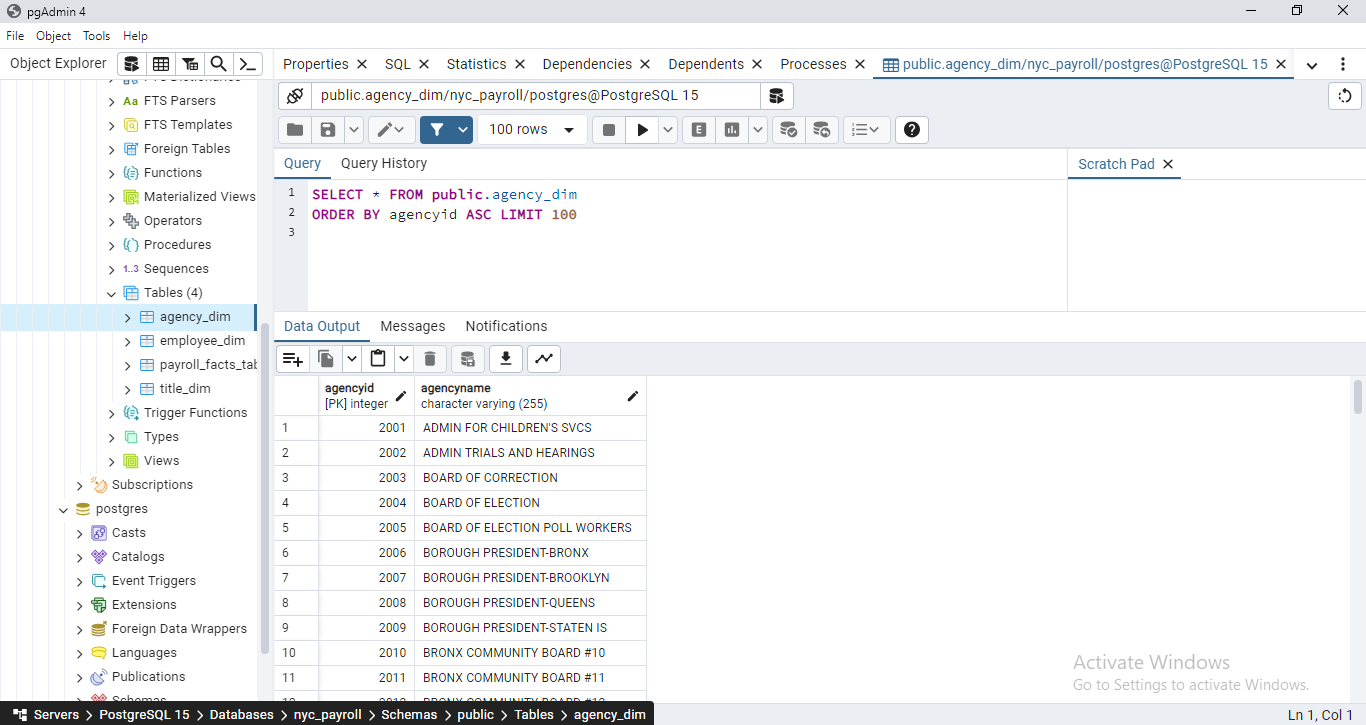 pgAdmin 4
File Object Tools Help
Object Explorer
Properties SQL Statistics Dependencies Dependents Processes public.agency_dim/nyc_payroll/postgres@PostgreSQL 15
Aa FTS Parsers
FTS Templates
Foreign Tables
Functions
Materialized Views
Operators
Procedures
1..3 Sequences
Tables (4)
agency_dim
employee_dim
payroll_facts_tab
title_dim
Trigger Functions
Types
Views
Subscriptions
postgres
Casts
Catalogs
Event Triggers
Extensions
Foreign Data Wrappers
Languages
Publications
Schemas
public.agency_dim/nyc_payroll/postgres@PostgreSQL 15
100 rows
E
Query Query History
Scratch Pad
1 SELECT * FROM public.agency_dim
2 ORDER BY agencyid ASC LIMIT 100
3
Data Output Messages Notifications
agencyid agencyname
[PK] integer character varying (255)
1 2001 ADMIN FOR CHILDREN'S SVCS
2 2002 ADMIN TRIALS AND HEARINGS
3 2003 BOARD OF CORRECTION
4 2004 BOARD OF ELECTION
5 2005 BOARD OF ELECTION POLL WORKERS
6 2006 BOROUGH PRESIDENT-BRONX
7 2007 BOROUGH PRESIDENT-BROOKLYN
8 2008 BOROUGH PRESIDENT-QUEENS
9 2009 BOROUGH PRESIDENT-STATEN IS
10 2010 BRONX COMMUNITY BOARD #10
11 2011 BRONX COMMUNITY BOARD #11
12 2012 BRONX COMMUNITY BOARD #12
Activate Windows
Go to Settings to activate Windows.
Servers > PostgreSQL 15 > Databases > nyc_payroll > Schemas > public > Tables > agency_dim
Ln 1, Col 1